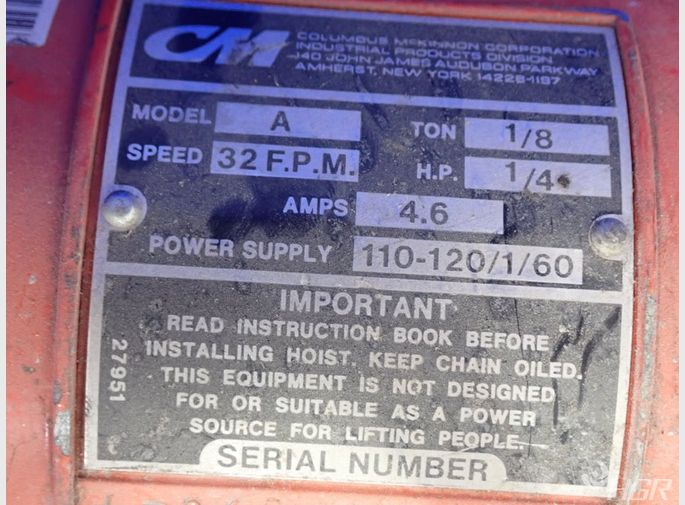 CM
COLUMBUS McKINNON CORPORATION
INDUSTRIAL PRODUCTS DIVISION
140 JOHN JAMES AUDUBON PARKWAY
AMHERST, NEW YORK 14228-1197
MODEL A TON 1/8
SPEED 32 F.P.M. H.P. 1/4
AMPS 4.6
POWER SUPPLY 110-120/1/60
IMPORTANT
READ INSTRUCTION BOOK BEFORE
INSTALLING HOIST. KEEP CHAIN OILED.
THIS EQUIPMENT IS NOT DESIGNED
FOR OR SUITABLE AS A POWER
SOURCE FOR LIFTING PEOPLE.
27951
SERIAL NUMBER
HGR